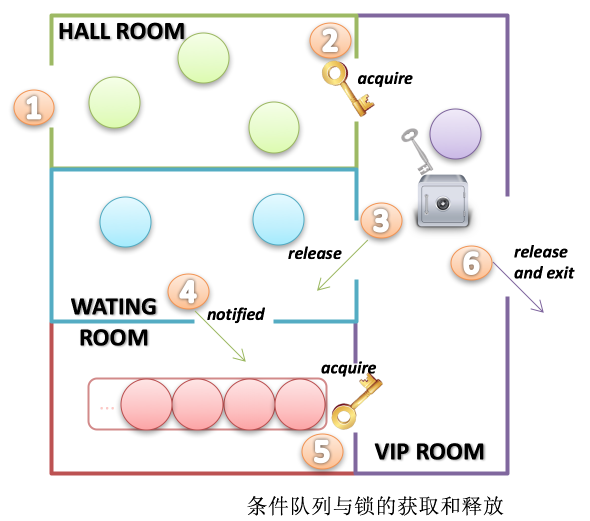 HALL ROOM
2
acquire
1
3
release
6
release
and exit
4
notified
WATING
ROOM
acquire
...
5
VIP ROOM
条件队列与锁的获取和释放